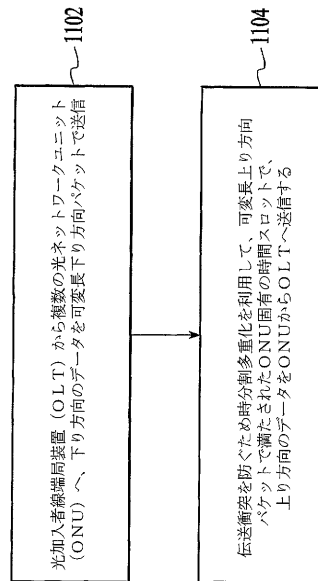 光加入者線端局装置（OLT）から複数の光ネットワークユニット
（ONU）へ、下り方向のデータを可変長下り方向パケットで送信
1102
伝送衝突を防ぐため時分割多重化を利用して、可変長上り方向
パケットで満たされたONU固有の時間スロットで、
上り方向のデータをONUからOLTへ送信する
1104